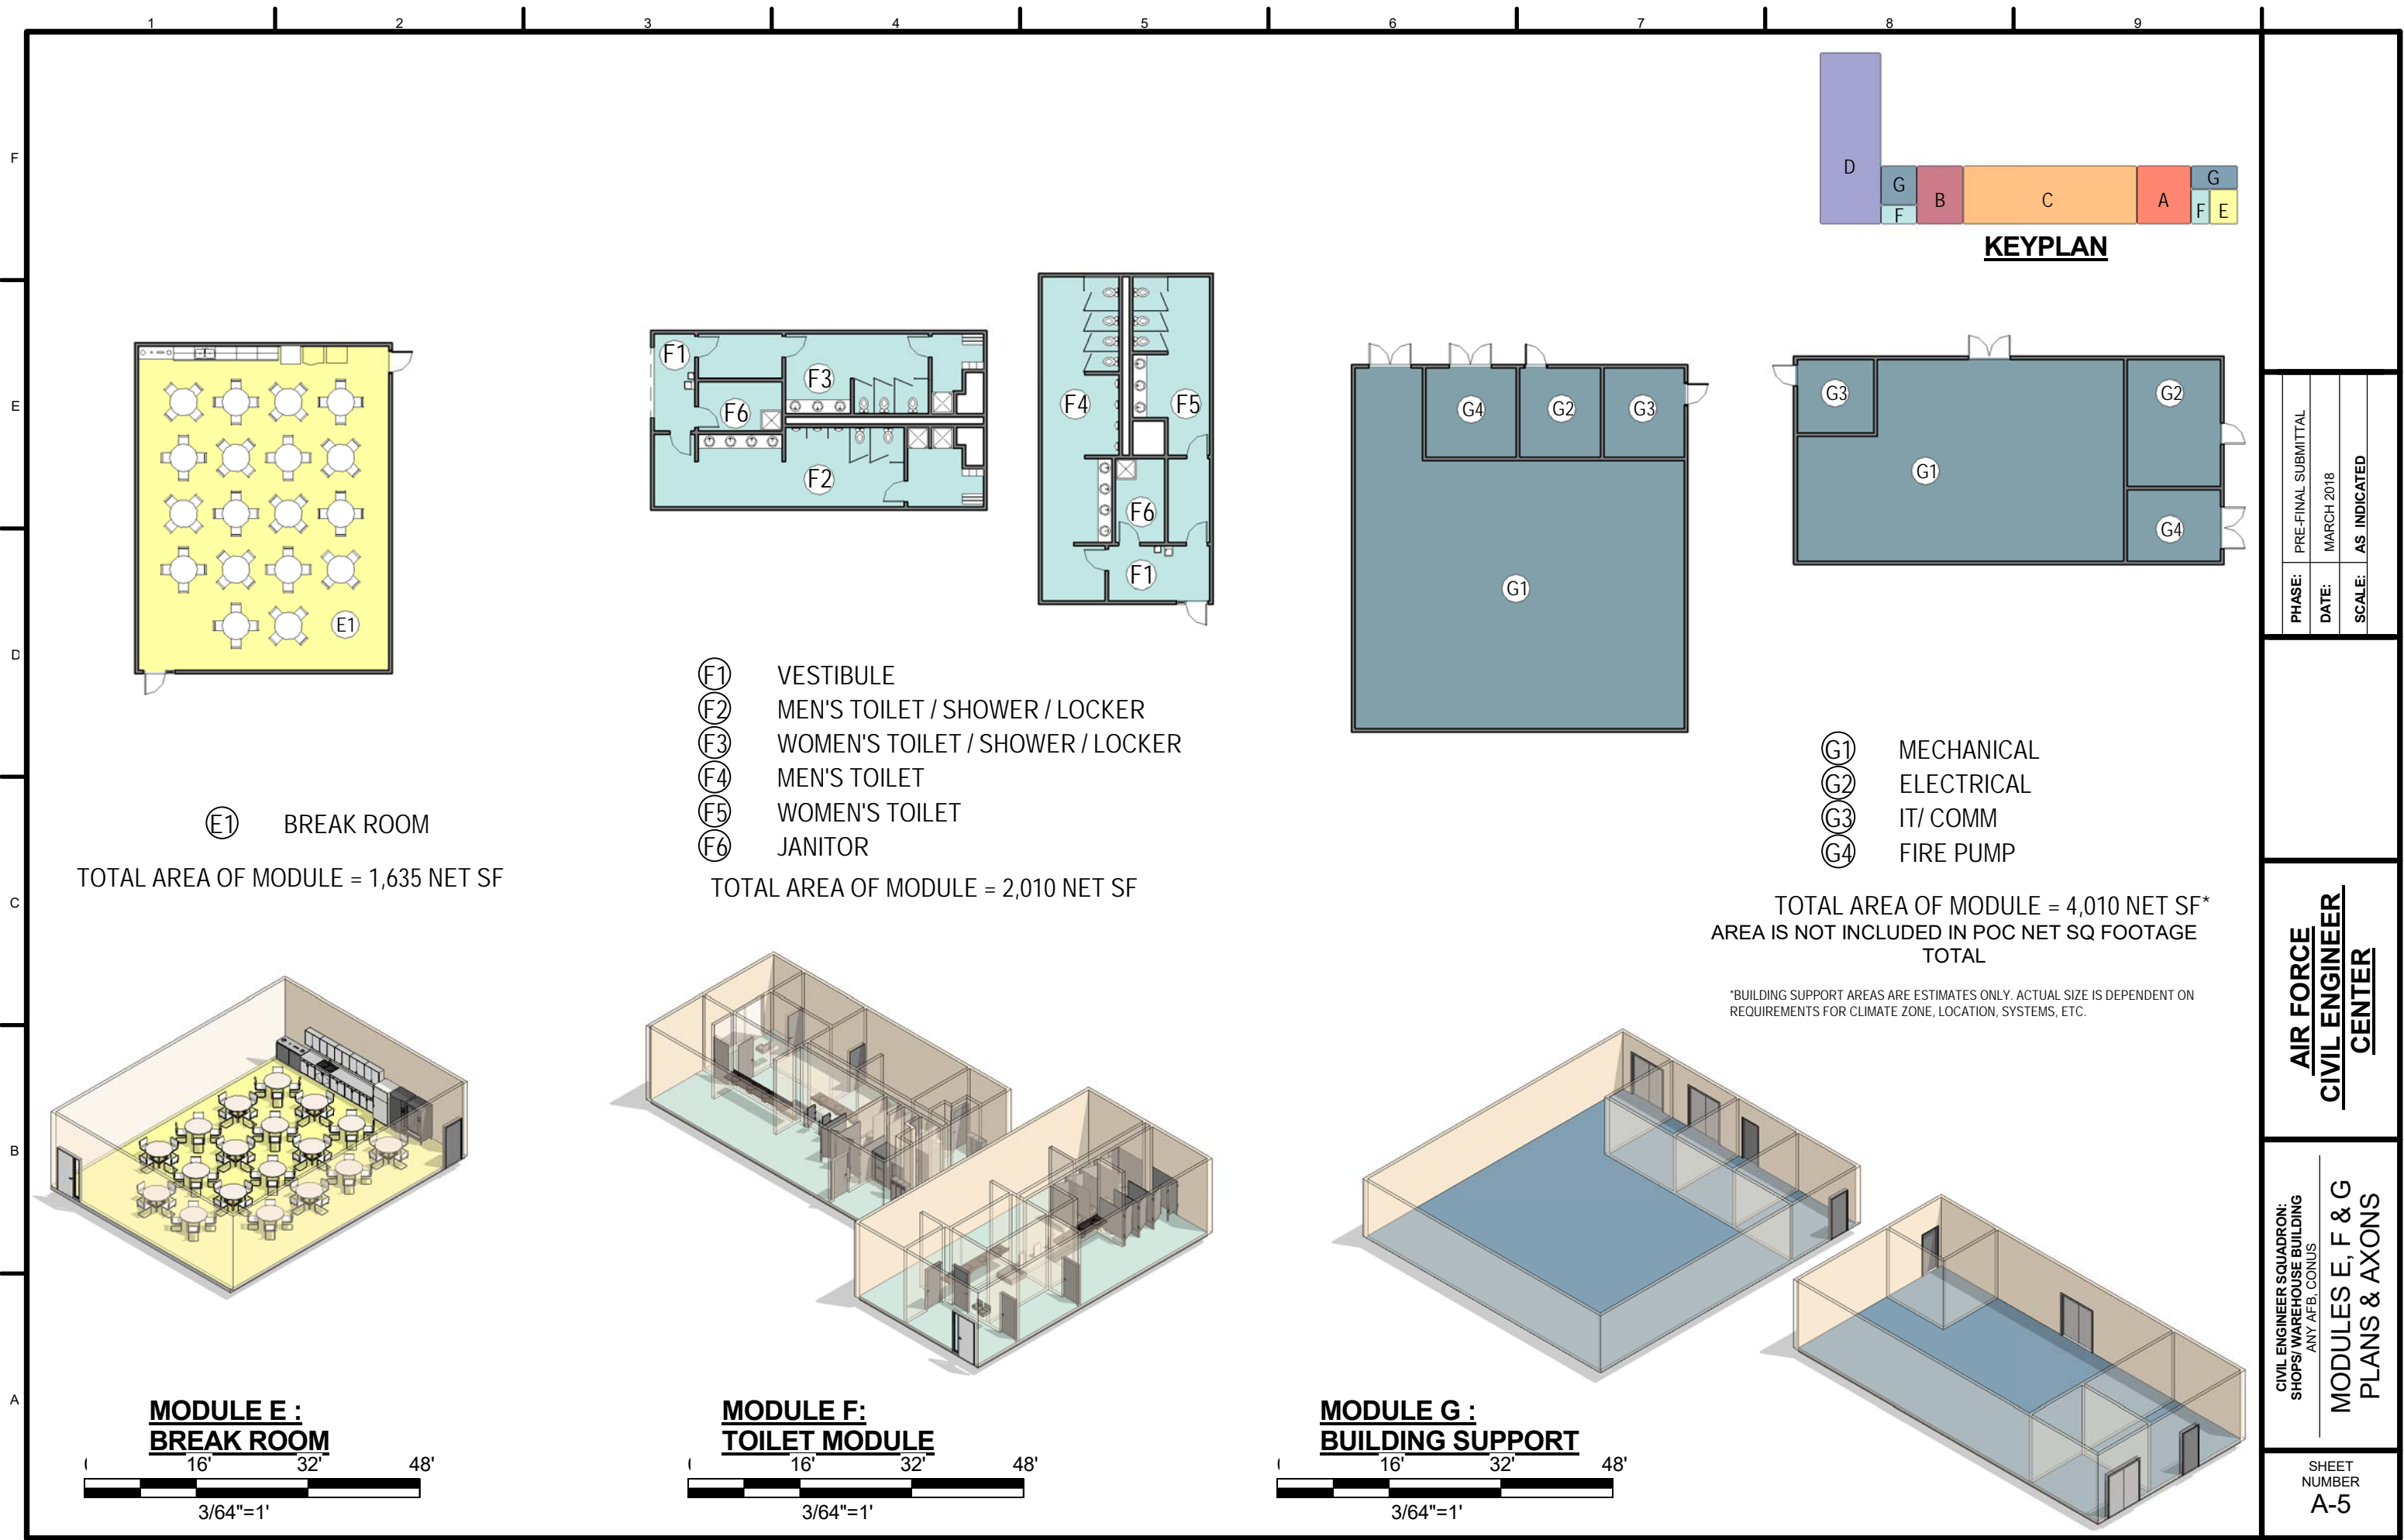 1 2 3 4 5 6 7 8 9
F
E
D
C
B
A
D
G
F
B
C
A
G
F
E
KEYPLAN
E1
F1
F3
F6
F2
F4
F5
F6
F1
G4
G2
G3
G1
G3
G2
G1
G4
E1 BREAK ROOM
TOTAL AREA OF MODULE = 1,635 NET SF
F1 VESTIBULE
F2 MEN'S TOILET / SHOWER / LOCKER
F3 WOMEN'S TOILET / SHOWER / LOCKER
F4 MEN'S TOILET
F5 WOMEN'S TOILET
F6 JANITOR
TOTAL AREA OF MODULE = 2,010 NET SF
G1 MECHANICAL
G2 ELECTRICAL
G3 IT/ COMM
G4 FIRE PUMP
TOTAL AREA OF MODULE = 4,010 NET SF*
AREA IS NOT INCLUDED IN POC NET SQ FOOTAGE
TOTAL
*BUILDING SUPPORT AREAS ARE ESTIMATES ONLY. ACTUAL SIZE IS DEPENDENT ON
REQUIREMENTS FOR CLIMATE ZONE, LOCATION, SYSTEMS, ETC.
MODULE E :
BREAK ROOM
16' 32' 48'
3/64"=1'
MODULE F:
TOILET MODULE
16' 32' 48'
3/64"=1'
MODULE G :
BUILDING SUPPORT
16' 32' 48'
3/64"=1'
PHASE: PRE-FINAL SUBMITTAL
DATE: MARCH 2018
SCALE: AS INDICATED
AIR FORCE
CIVIL ENGINEER
CENTER
CIVIL ENGINEER SQUADRON:
SHOPS/ WAREHOUSE BUILDING
ANY AFB, CONUS
MODULES E, F & G
PLANS & AXONS
SHEET
NUMBER
A-5